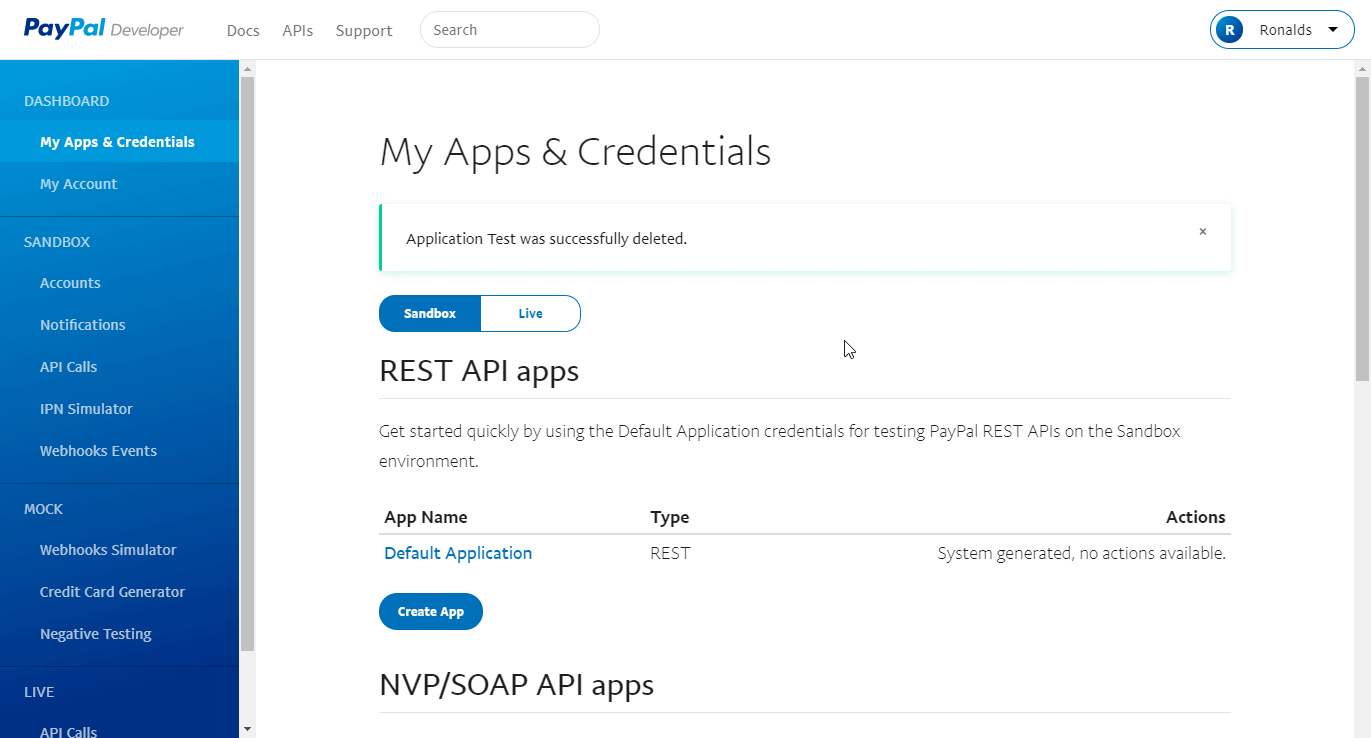 PayPal Developer
Docs
APIs
Support
Search
R
Ronalds
DASHBOARD
My Apps & Credentials
My Account
SANDBOX
Accounts
Notifications
API Calls
IPN Simulator
Webhooks Events
MOCK
Webhooks Simulator
Credit Card Generator
Negative Testing
LIVE
API Calls
My Apps & Credentials
Application Test was successfully deleted.
×
Sandbox
Live
REST API apps
Get started quickly by using the Default Application credentials for testing PayPal REST APIs on the Sandbox
environment.
App Name Type Actions
Default Application REST System generated, no actions available.
Create App
NVP/SOAP API apps